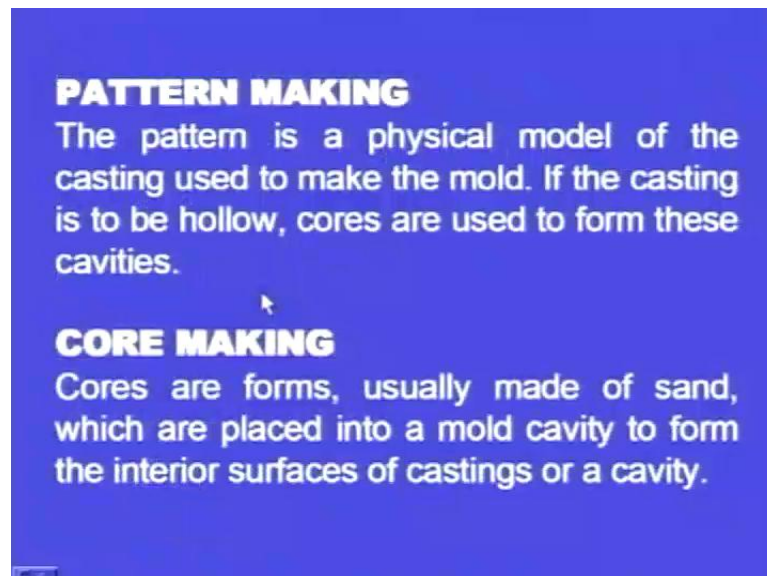 PATTERN MAKING
The pattern is a physical model of the
casting used to make the mold. If the casting
is to be hollow, cores are used to form these
cavities.
CORE MAKING
Cores are forms, usually made of sand,
which are placed into a mold cavity to form
the interior surfaces of castings or a cavity.